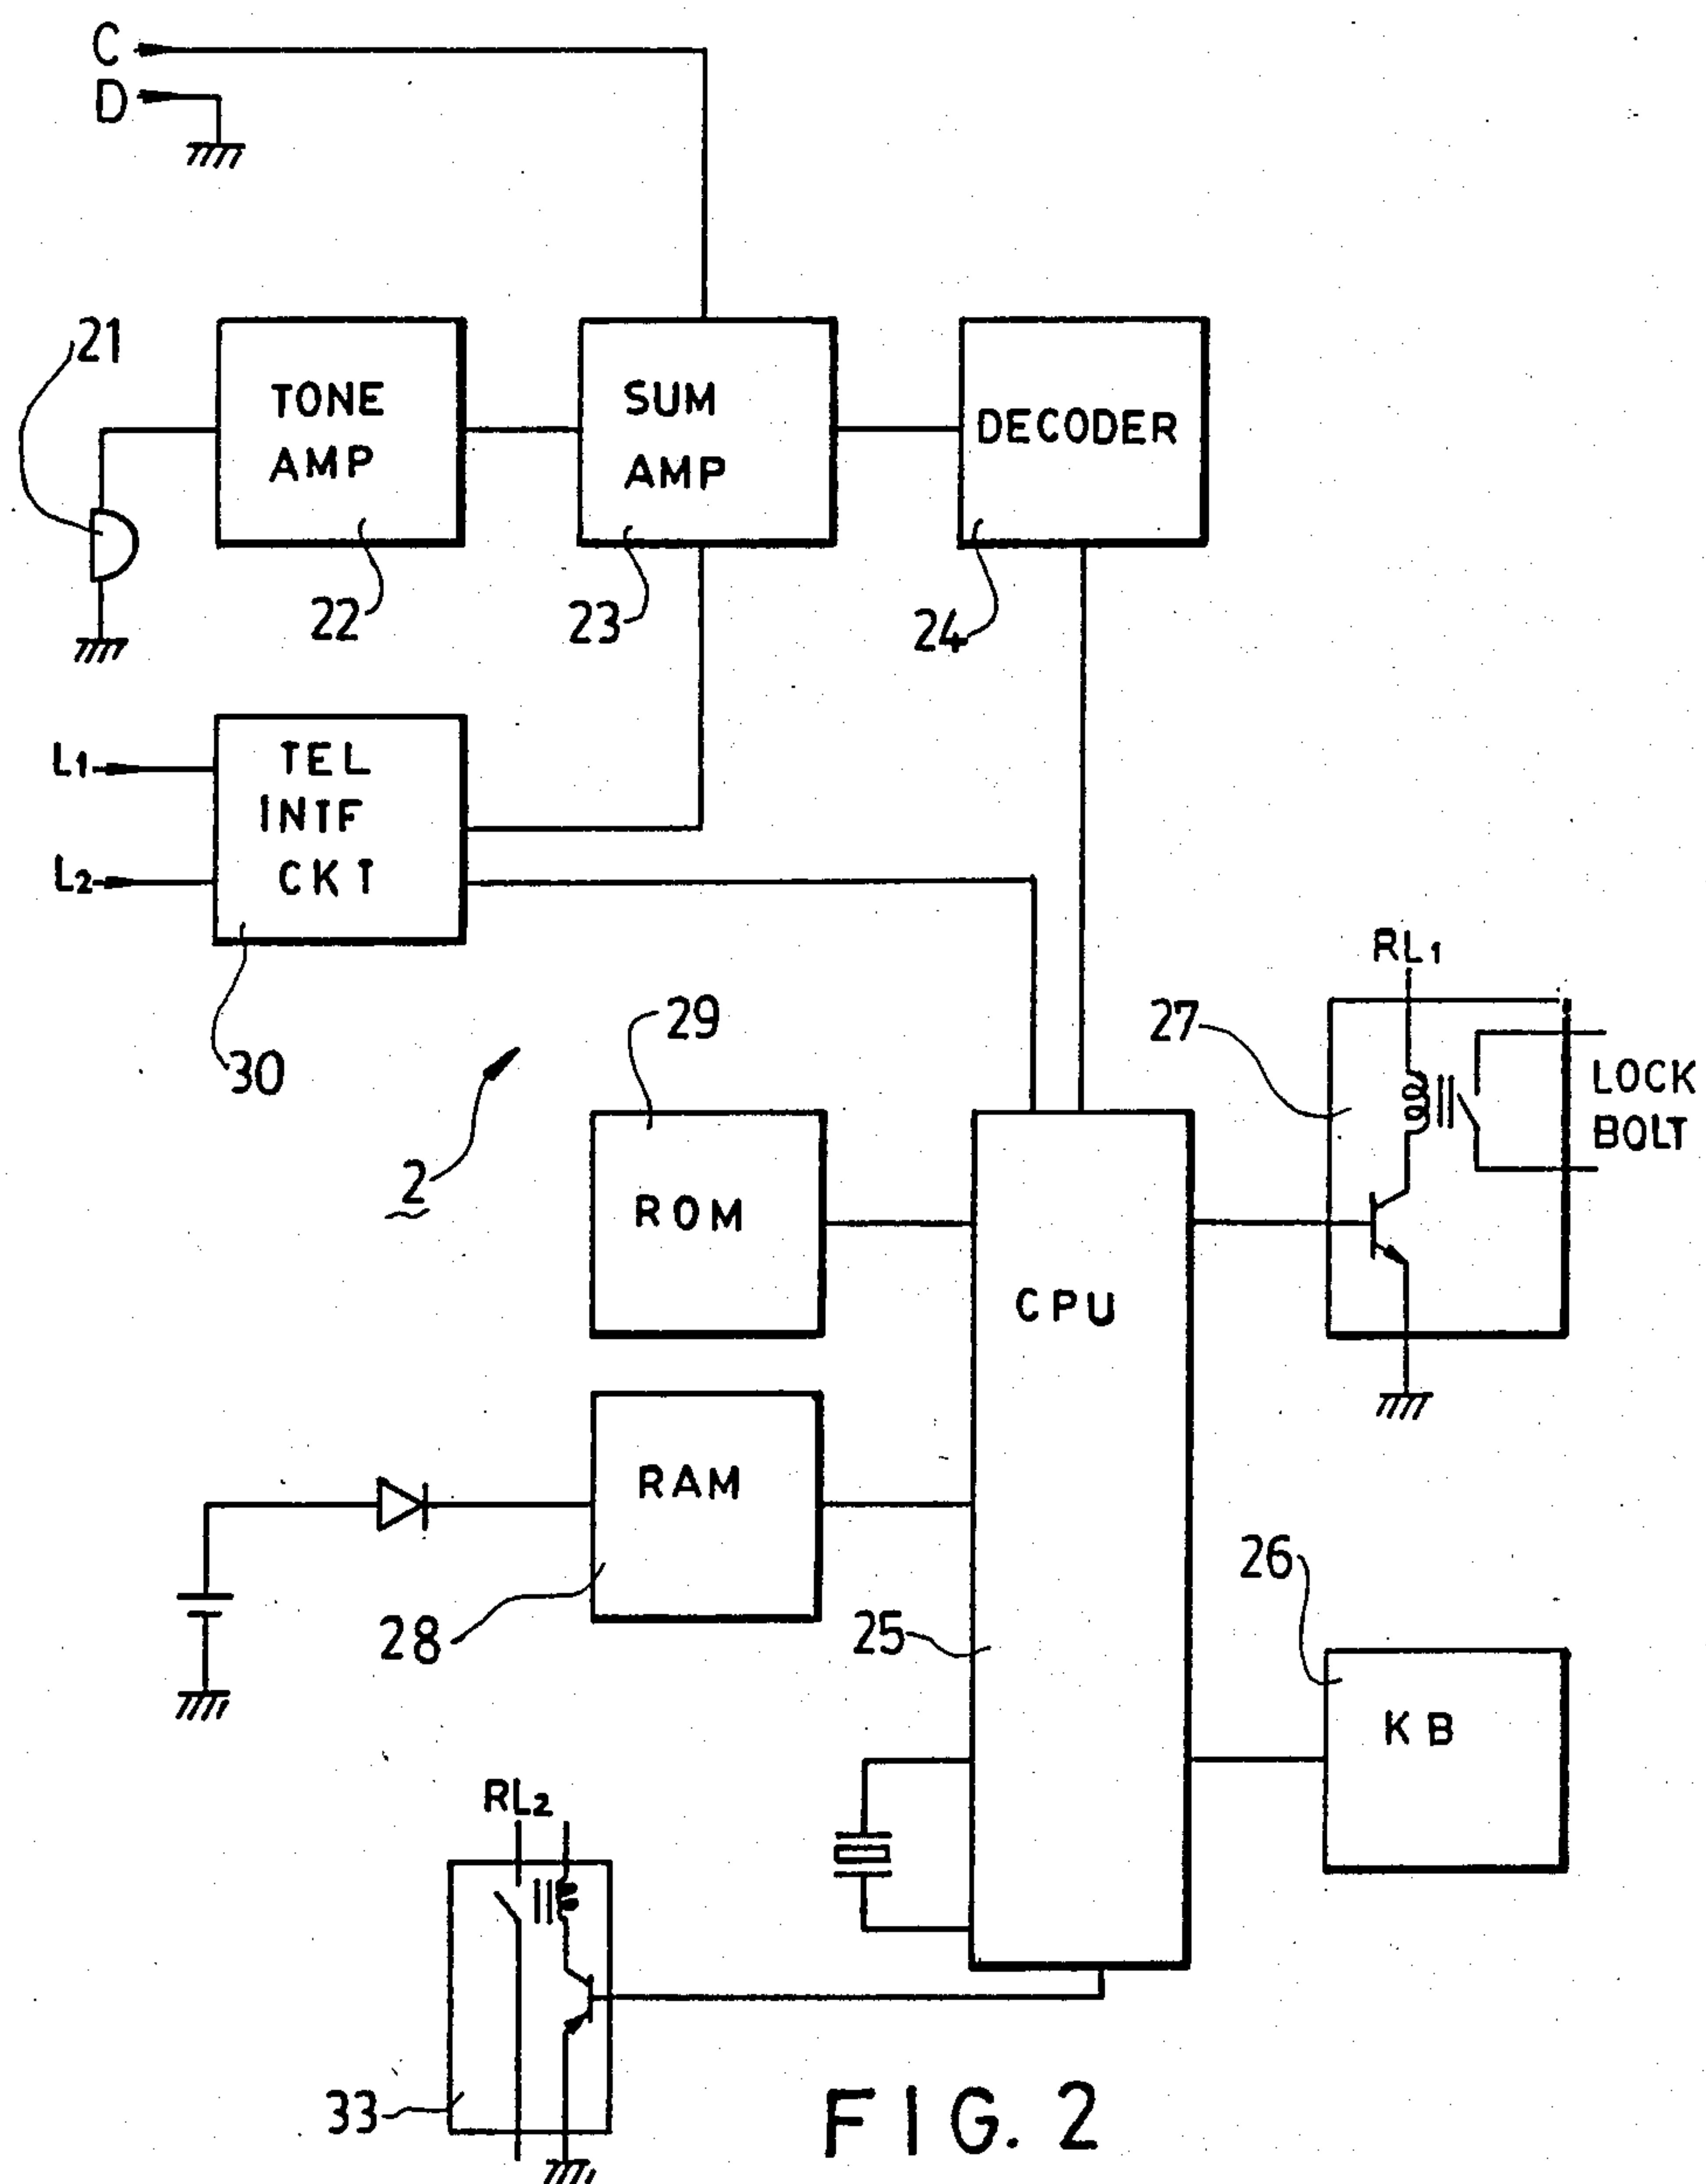 C
D
21
TONE
AMP
22
SUM
AMP
23
DECODER
24
L1
L2
TEL
INTF
CKT
30
2
29
ROM
RL1
27
LOCK
BOLT
CPU
RAM
28
25
26
KB
RL2
33
FIG. 2